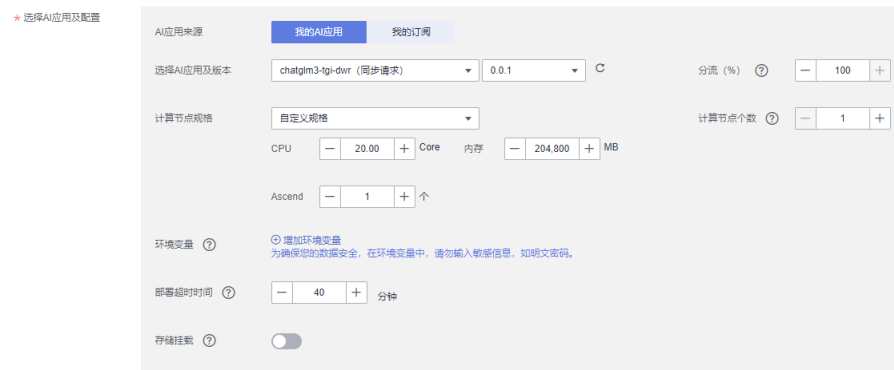 * 选择AI应用及配置
AI应用来源 我的AI应用 我的订阅
选择AI应用及版本 chatglm3-tgi-dwr（同步请求） 0.0.1 分流（%） ? — 100 +
计算节点规格 自定义规格 计算节点个数 ? — 1 +
CPU — 20.00 + Core 内存 — 204,800 + MB
Ascend — 1 + 个
环境变量 ? ⊕ 增加环境变量
为确保您的数据安全，在环境变量中，请勿输入敏感信息，如明文密码。
部署超时时间 ? — 40 + 分钟
存储挂载 ?